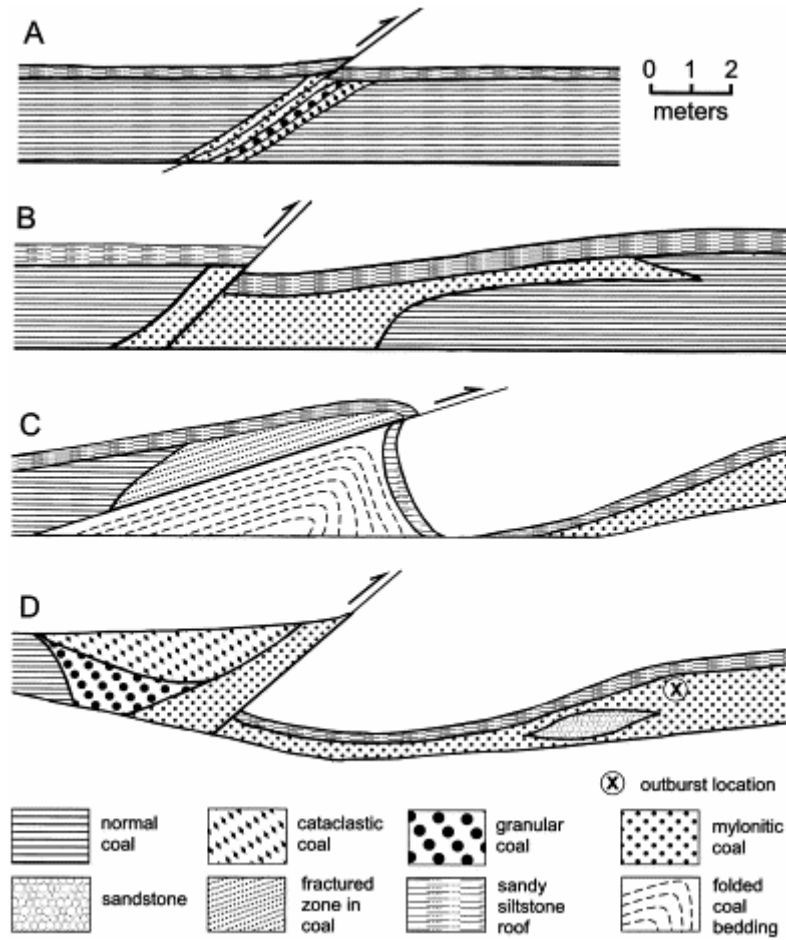 A
0 1 2
meters
B
C
D
X
X outburst location
normal
coal
cataclastic
coal
granular
coal
mylonitic
coal
sandstone
fractured
zone in
coal
sandy
siltstone
roof
folded
coal
bedding